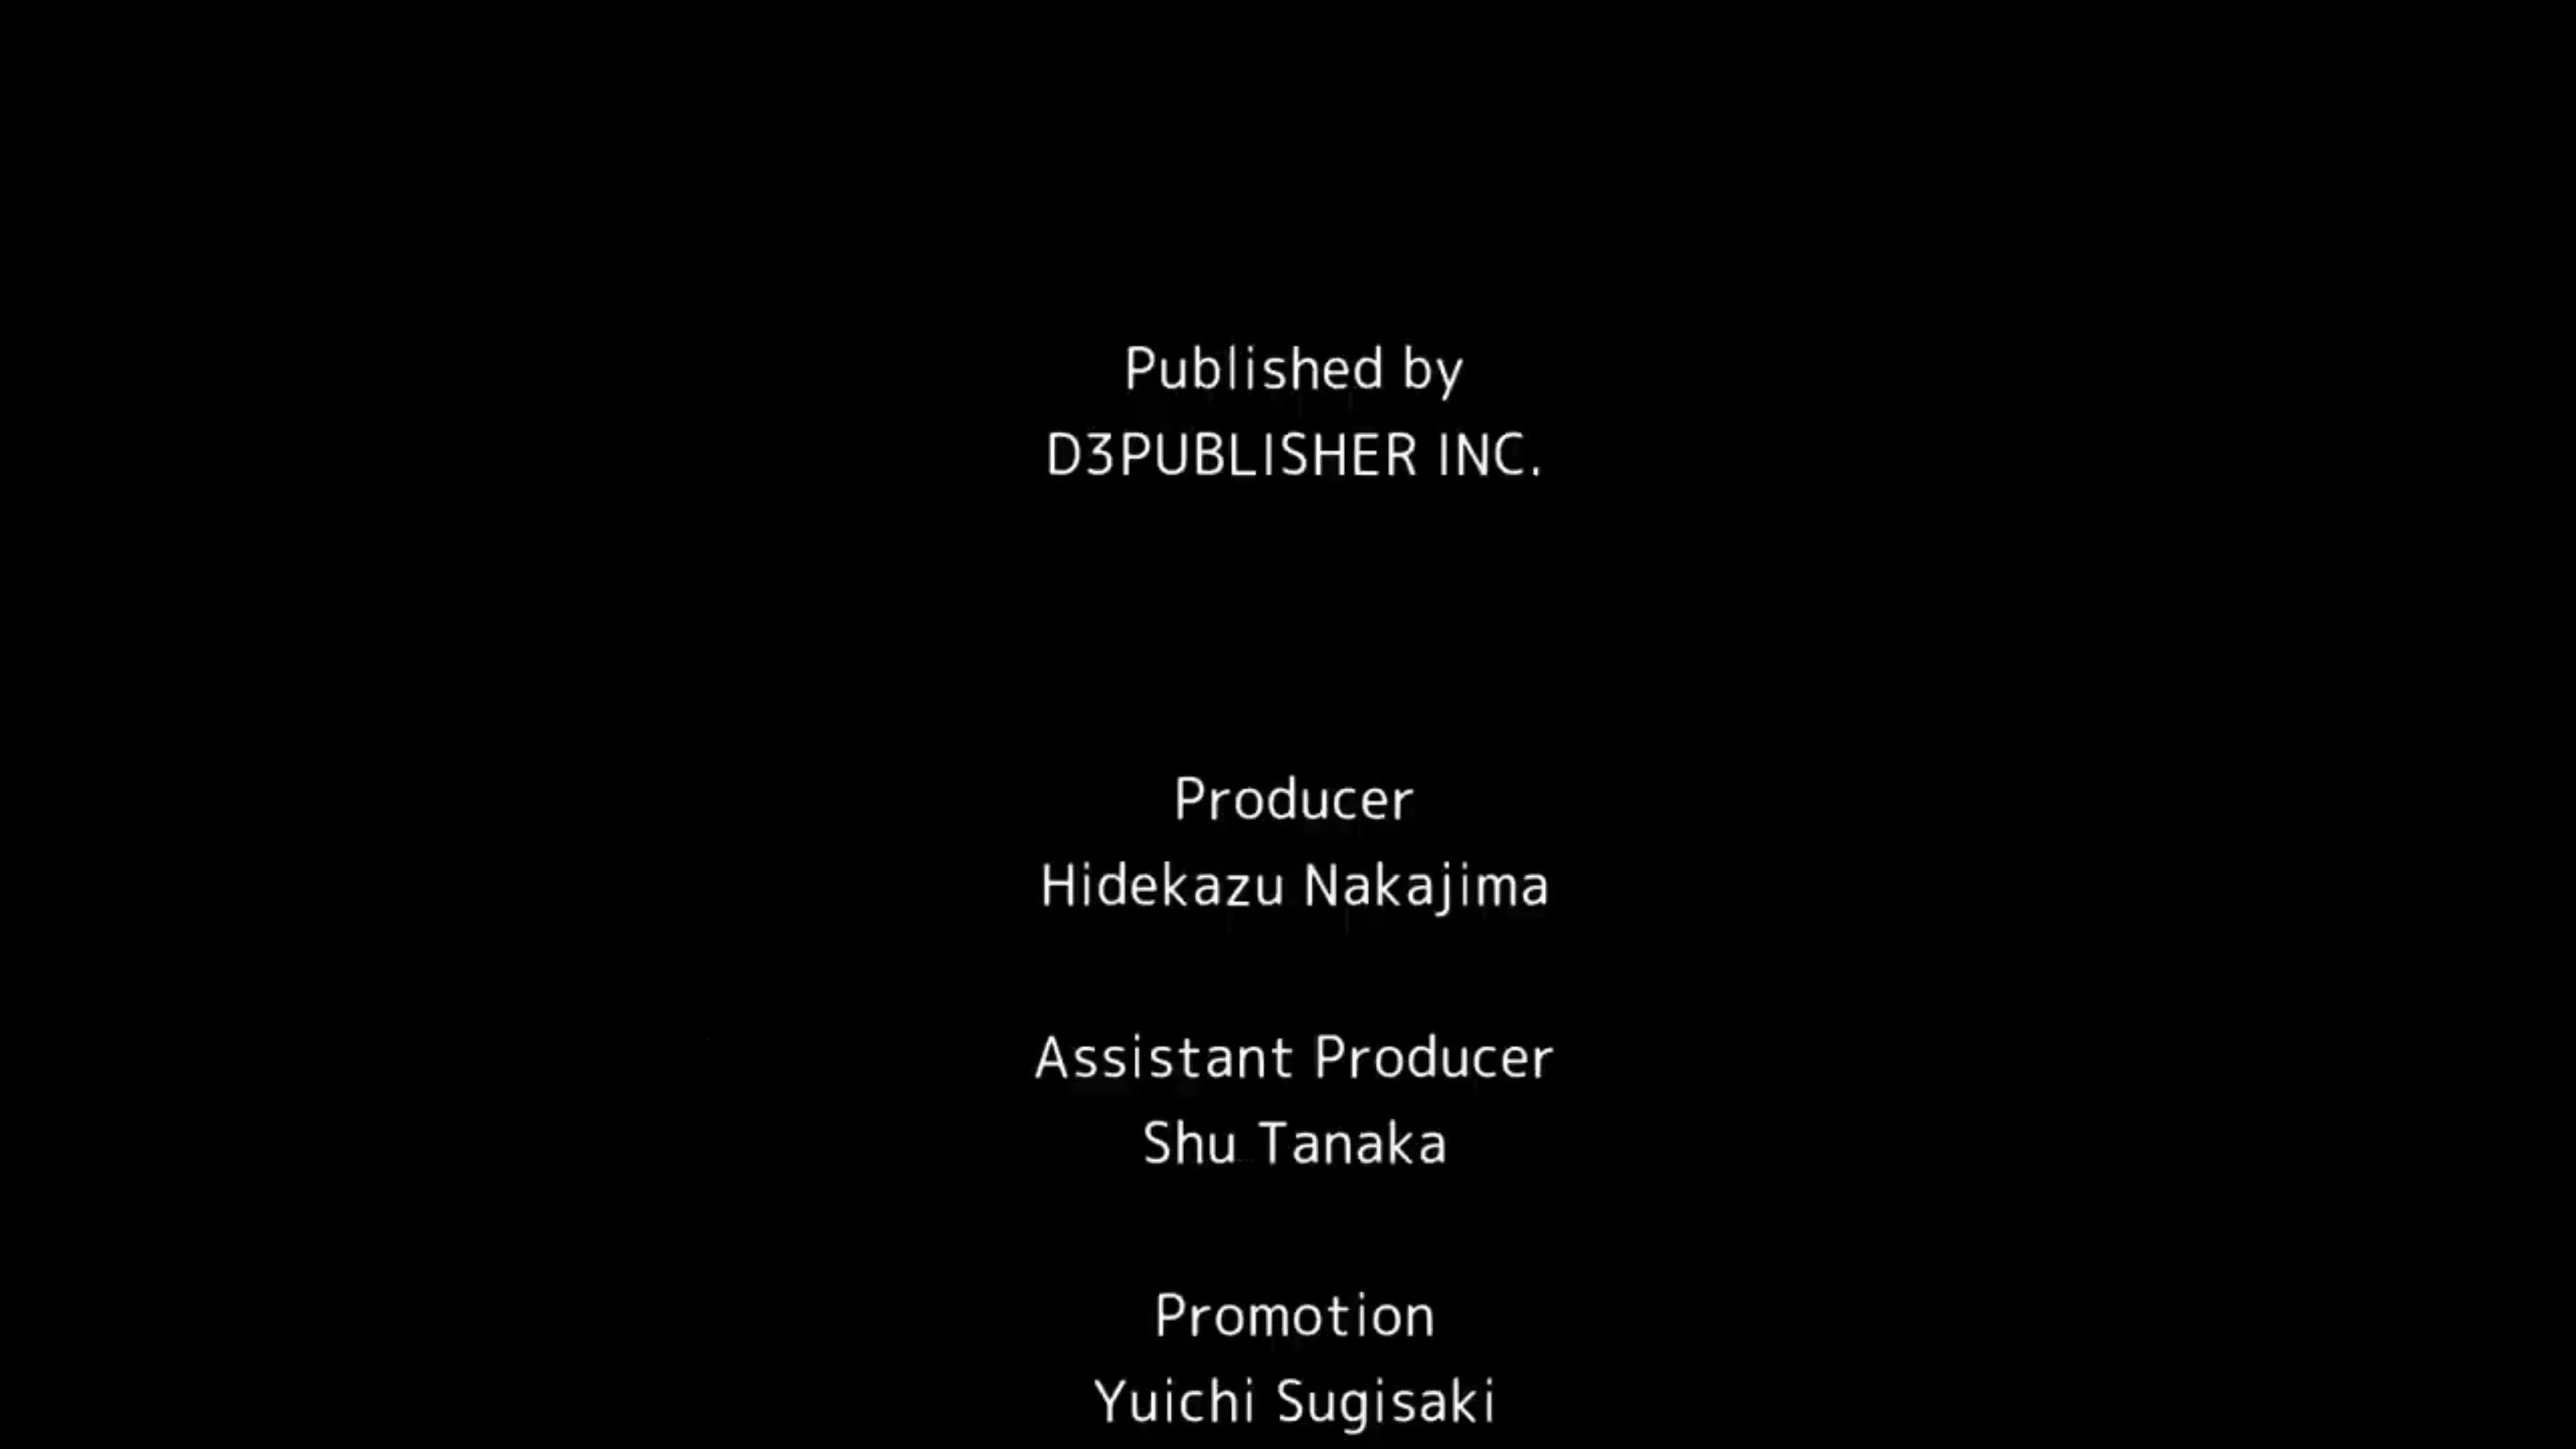 Published by
D3PUBLISHER INC.
Producer
Hidekazu Nakajima
Assistant Producer
Shu Tanaka
Promotion
Yuichi Sugisaki